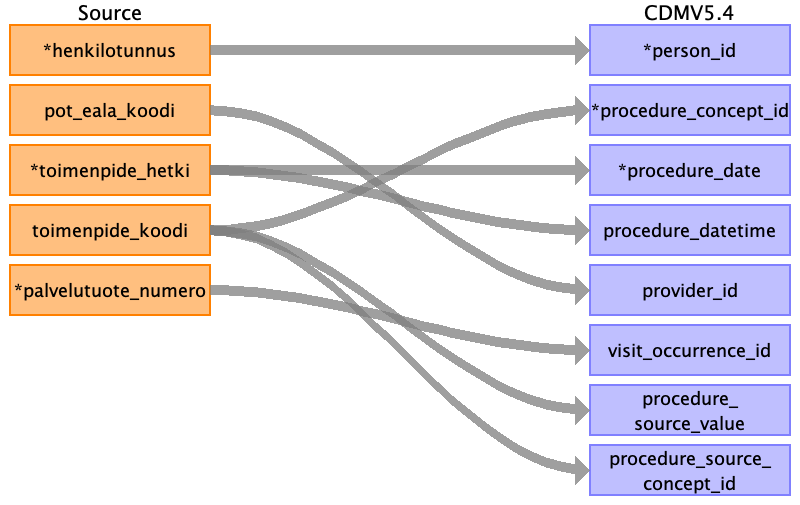 Source
CDMV5.4
*henkilotunnus
*person_id
pot_eala_koodi
*procedure_concept_id
*toimenpide_hetki
*procedure_date
toimenpide_koodi
procedure_datetime
*palvelutuote_numero
provider_id
visit_occurrence_id
procedure_
source_value
procedure_source_
concept_id